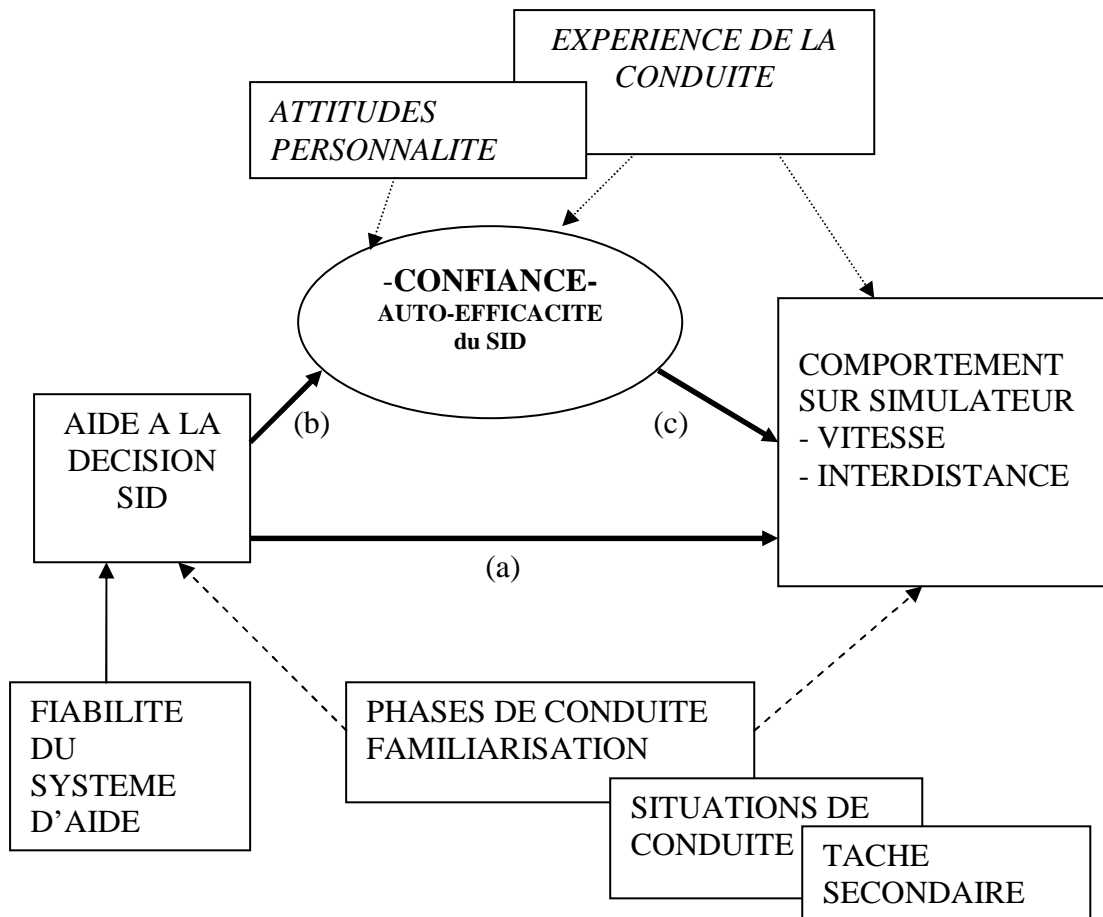 EXPERIENCE DE LA
CONDUITE
ATTITUDES
PERSONNALITE
-CONFIANCE-
AUTO-EFFICACITE
du SID
COMPORTEMENT
SUR SIMULATEUR
- VITESSE
- INTERDISTANCE
AIDE A LA
DECISION
SID
(b)
(c)
(a)
FIABILITE
DU
SYSTEME
D’AIDE
PHASES DE CONDUITE
FAMILIARISATION
SITUATIONS DE
CONDUITE
TACHE
SECONDAIRE